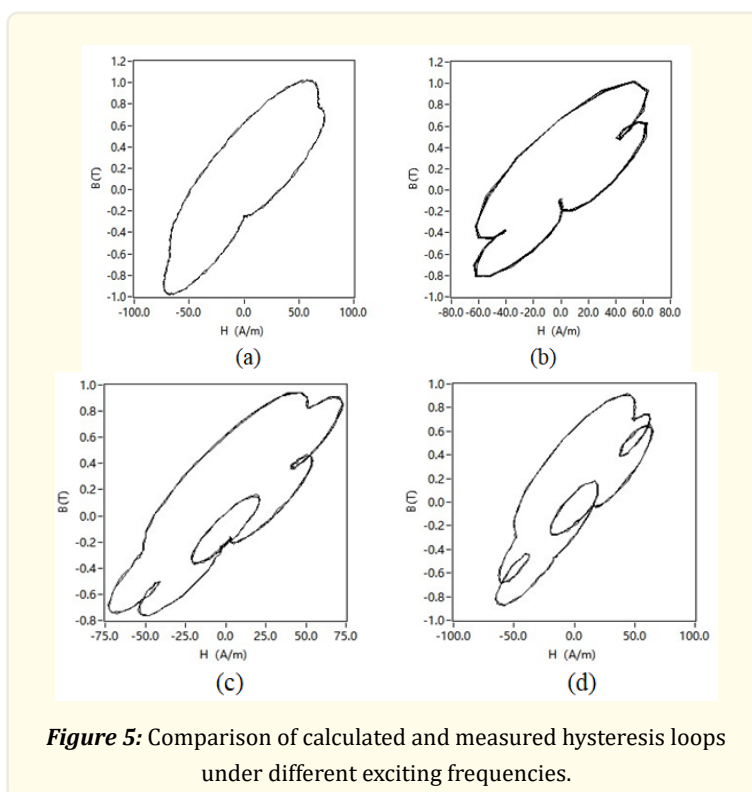 1.2
1.0
0.8
0.6
0.4
0.2
0.0
-0.2
-0.4
-0.6
-0.8
-1.0
B(T)
-100.0 -50.0 0.0 50.0 100.0
H (A/m)
(a)
1.2
1.0
0.8
0.6
0.4
0.2
0.0
-0.2
-0.4
-0.6
-0.8
-1.0
B(T)
-80.0 -60.0 -40.0 -20.0 0.0 20.0 40.0 60.0 80.0
H (A/m)
(b)
1.0
0.8
0.6
0.4
0.2
0.0
-0.2
-0.4
-0.6
-0.8
B(T)
-75.0 -50.0 -25.0 0.0 25.0 50.0 75.0
H (A/m)
(c)
1.0
0.8
0.6
0.4
0.2
0.0
-0.2
-0.4
-0.6
-0.8
-1.0
B(T)
-100.0 -50.0 0.0 50.0 100.0
H (A/m)
(d)
Figure 5: Comparison of calculated and measured hysteresis loops
under different exciting frequencies.